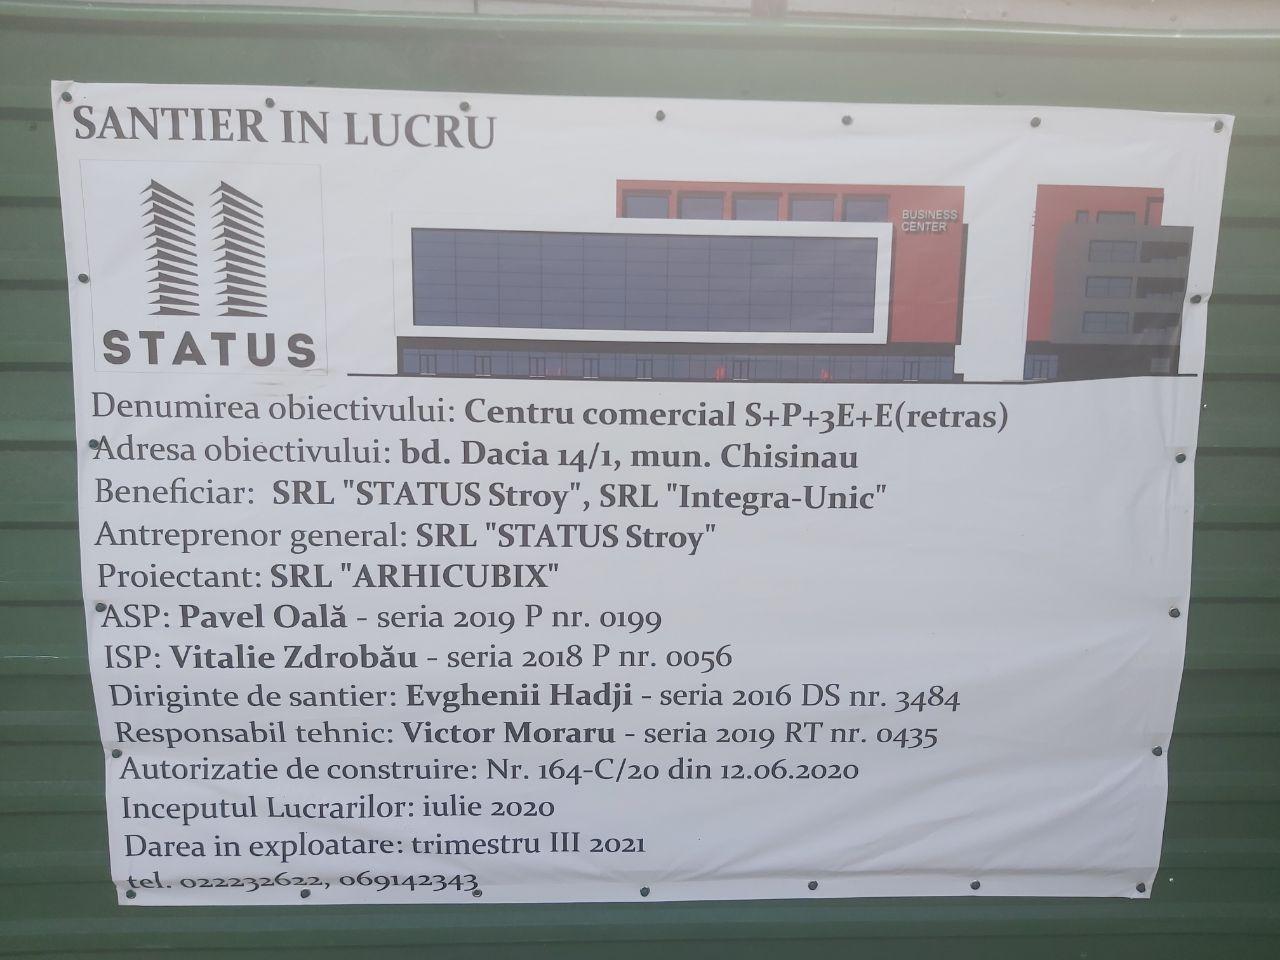 SANTIER IN LUCRU
BUSINESS
CENTER
STATUS
Denumirea obiectivului: Centru comercial S+P+3E+E(retras)
Adresa obiectivului: bd. Dacia 14/1, mun. Chisinau
Beneficiar: SRL "STATUS Stroy", SRL "Integra-Unic"
Antreprenor general: SRL "STATUS Stroy"
Proiectant: SRL "ARHICUBIX"
ASP: Pavel Oală - seria 2019 P nr. 0199
ISP: Vitalie Zdrobău - seria 2018 P nr. 0056
Diriginte de santier: Evghenii Hadji - seria 2016 DS nr. 3484
Responsabil tehnic: Victor Moraru - seria 2019 RT nr. 0435
Autorizatie de construire: Nr. 164-C/20 din 12.06.2020
Inceputul Lucrarilor: iulie 2020
Darea in exploatare: trimestru III 2021
tel. 022232622, 069142343